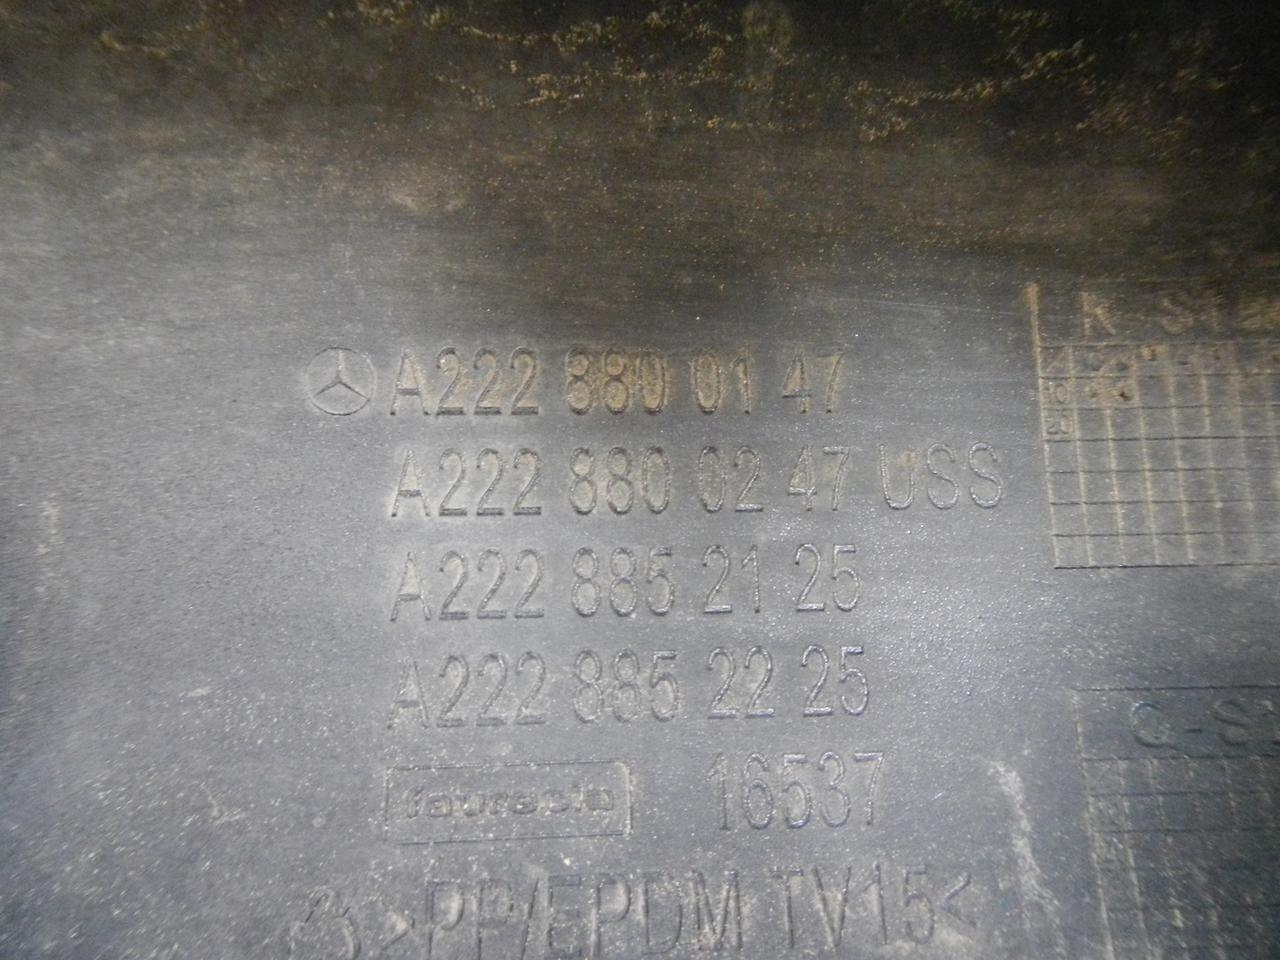 A222 880 01 47
A222 880 02 47 USS
A222 885 21 25
A222 885 22 25
faurecia 16537
>PP/EPDM TV15<